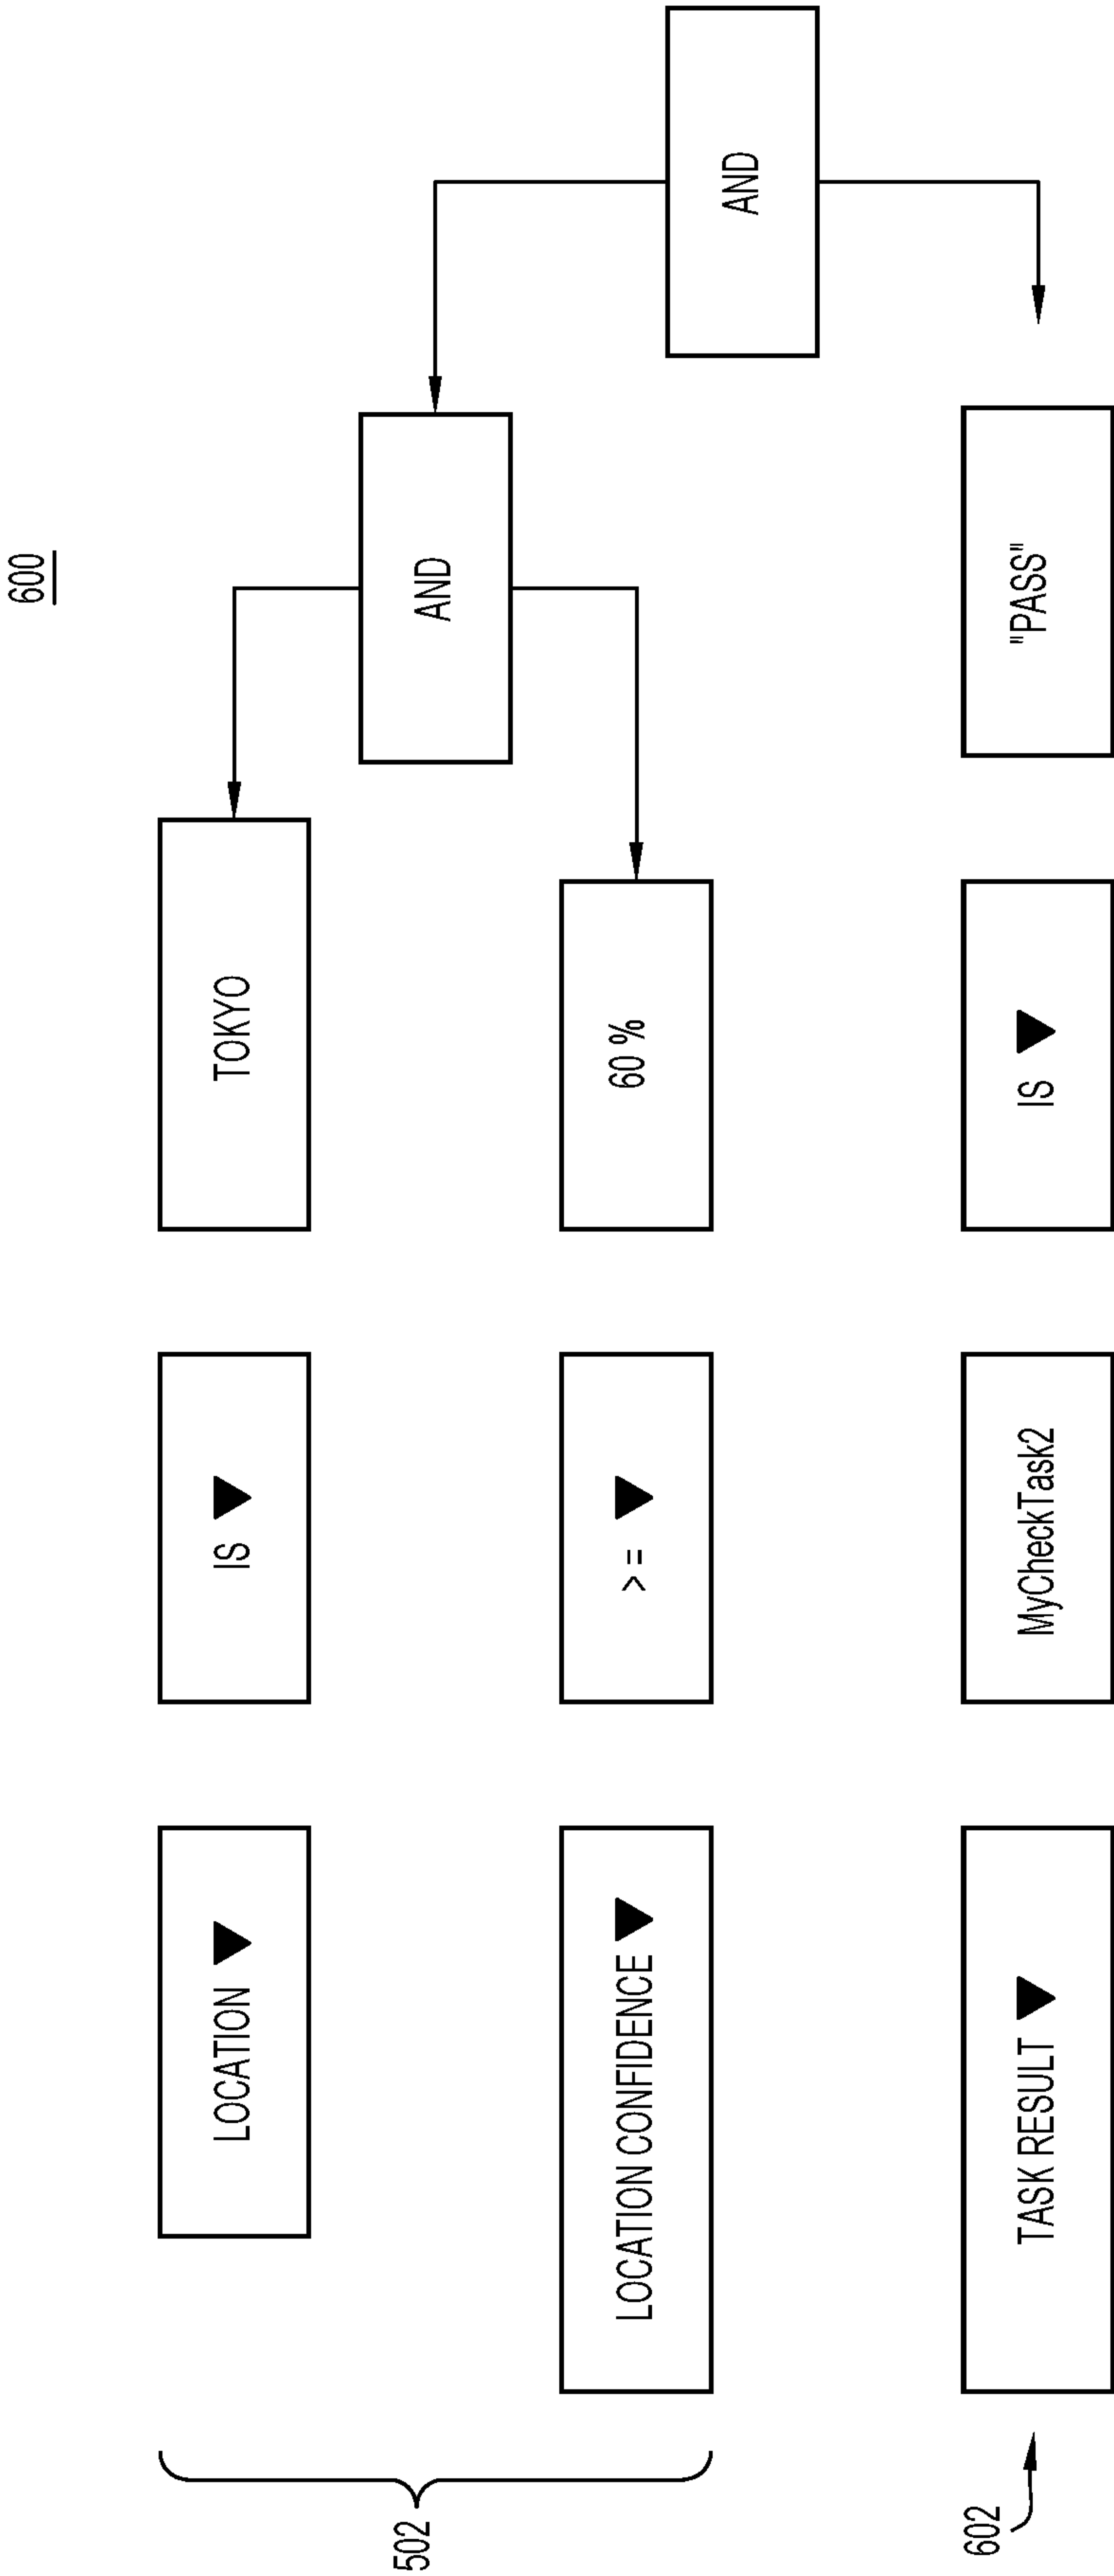 600
502
LOCATION ▼
IS ▼
TOKYO
LOCATION CONFIDENCE ▼
>= ▼
60 %
AND
AND
602
TASK RESULT ▼
MyCheckTask2
IS ▼
"PASS"